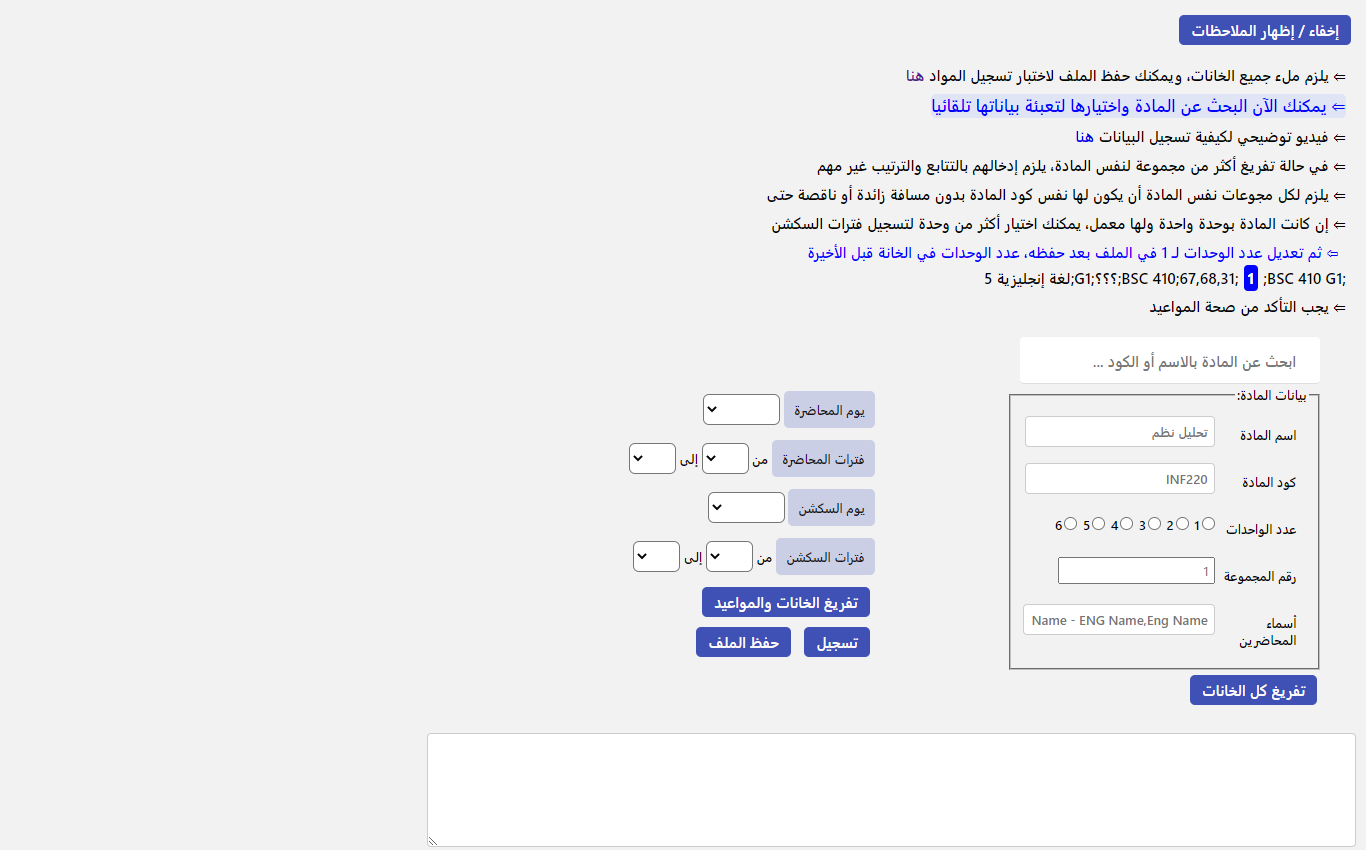 إخفاء / إظهار الملاحظات
⇐ يلزم ملء جميع الخانات، ويمكنك حفظ الملف لاختبار تسجيل المواد هنا
⇐ يمكنك الآن البحث عن المادة واختيارها لتعبئة بياناتها تلقائيا
⇐ فيديو توضيحي لكيفية تسجيل البيانات هنا
⇐ في حالة تفريغ أكثر من مجموعة لنفس المادة، يلزم إدخالهم بالتتابع والترتيب غير مهم
⇐ يلزم لكل مجوعات نفس المادة أن يكون لها نفس كود المادة بدون مسافة زائدة أو ناقصة حتى
⇐ إن كانت المادة بوحدة واحدة ولها معمل، يمكنك اختيار أكثر من وحدة لتسجيل فترات السكشن
⇐ ثم تعديل عدد الوحدات لـ 1 في الملف بعد حفظه، عدد الوحدات في الخانة قبل الأخيرة
لغة إنجليزية 5;G1;؟؟؟;BSC 410;67,68,31; 1 ;BSC 410 G1;
⇐ يجب التأكد من صحة المواعيد
ابحث عن المادة بالاسم أو الكود ...
بيانات المادة:
اسم المادة تحليل نظم
كود المادة INF220
عدد الواحدات 1 2 3 4 5 6
رقم المجموعة 1
أسماء المحاضرين Name - ENG Name,Eng Name
تفريغ كل الخانات
يوم المحاضرة
فترات المحاضرة من إلى
يوم السكشن
فترات السكشن من إلى
تفريغ الخانات والمواعيد
تسجيل حفظ الملف